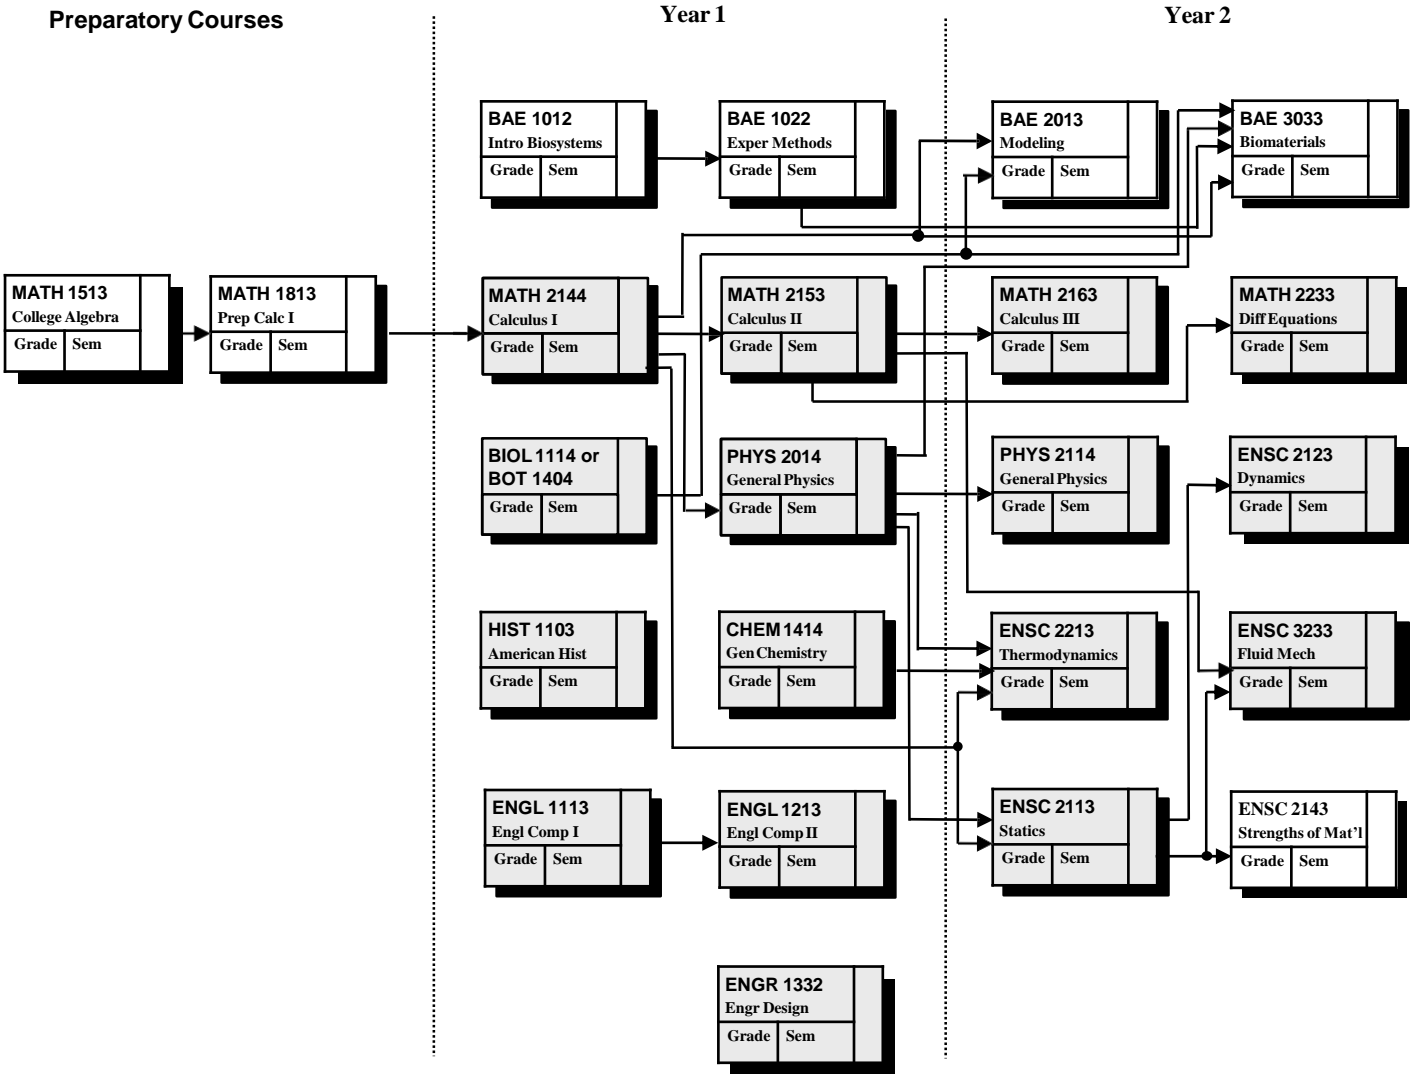 Preparatory Courses
Year 1
Year 2
BAE 1012
Intro Biosystems
Grade Sem
BAE 1022
Exper Methods
Grade Sem
BAE 2013
Modeling
Grade Sem
BAE 3033
Biomaterials
Grade Sem
MATH 1513
College Algebra
Grade Sem
MATH 1813
Prep Calc I
Grade Sem
MATH 2144
Calculus I
Grade Sem
MATH 2153
Calculus II
Grade Sem
MATH 2163
Calculus III
Grade Sem
MATH 2233
Diff Equations
Grade Sem
BIOL 1114 or
BOT 1404
Grade Sem
PHYS 2014
General Physics
Grade Sem
PHYS 2114
General Physics
Grade Sem
ENSC 2123
Dynamics
Grade Sem
HIST 1103
American Hist
Grade Sem
CHEM 1414
Gen Chemistry
Grade Sem
ENSC 2213
Thermodynamics
Grade Sem
ENSC 3233
Fluid Mech
Grade Sem
ENGL 1113
Engl Comp I
Grade Sem
ENGL 1213
Engl Comp II
Grade Sem
ENSC 2113
Statics
Grade Sem
ENSC 2143
Strengths of Mat’l
Grade Sem
ENGR 1332
Engr Design
Grade Sem